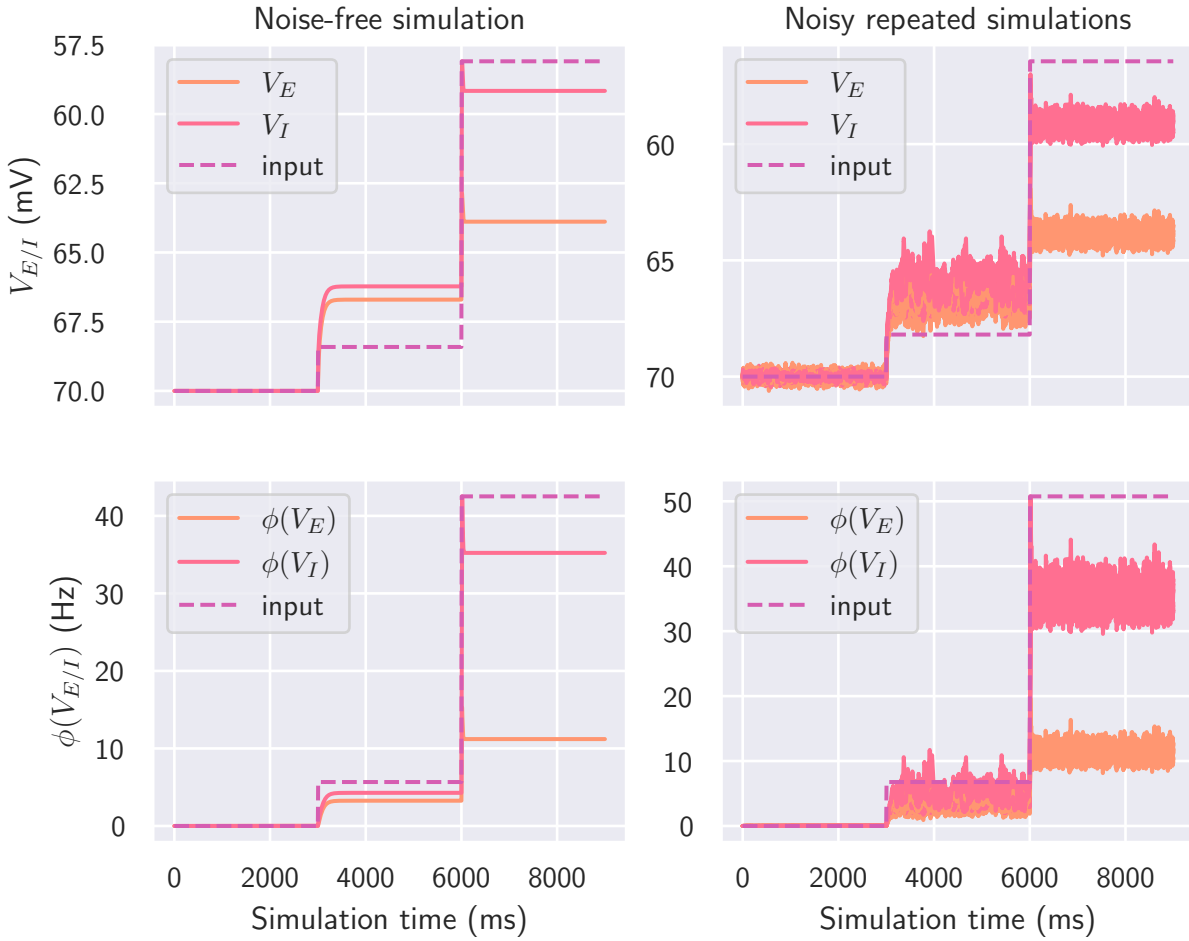 Noise-free simulation
Noisy repeated simulations
V_{E/I} (mV)
57.5
60.0
62.5
65.0
67.5
70.0
V_E
V_I
input
60
65
70
V_E
V_I
input
ϕ(V_{E/I}) (Hz)
40
30
20
10
0
ϕ(V_E)
ϕ(V_I)
input
50
40
30
20
10
0
ϕ(V_E)
ϕ(V_I)
input
0 2000 4000 6000 8000
0 2000 4000 6000 8000
Simulation time (ms)
Simulation time (ms)